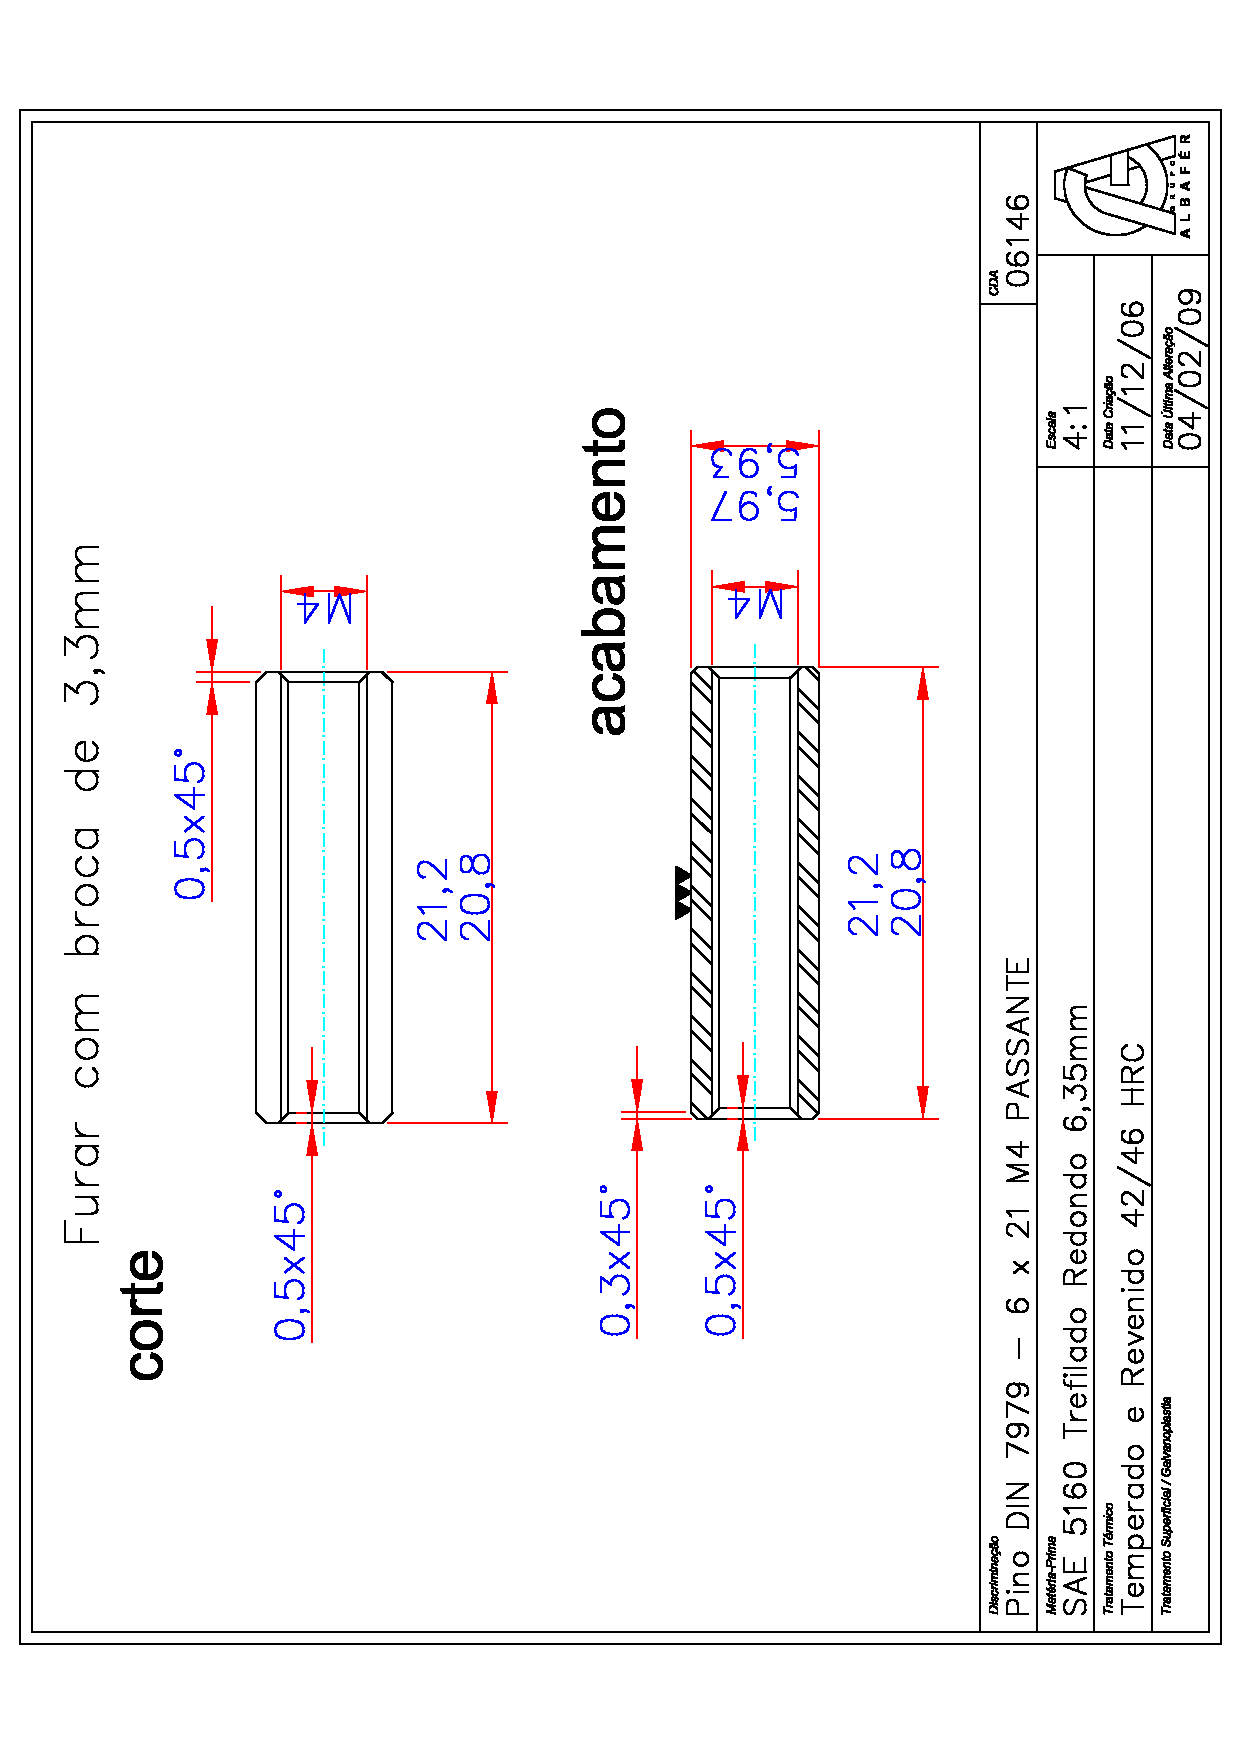 Furar com broca de 3,3mm
corte
0,5x45°
0,5x45°
M4
21,2
20,8
acabamento
0,3x45°
0,5x45°
M4
5,97
5,93
21,2
20,8
Discriminação
Pino DIN 7979 – 6 x 21 M4 PASSANTE
CDA
06146
Matéria-Prima
SAE 5160 Trefilado Redondo 6,35mm
Escala
4:1
Tratamento Térmico
Temperado e Revenido 42/46 HRC
Data Criação
11/12/06
Tratamento Superficial / Galvanoplastia
Data Última Alteração
04/02/09
GRUPO
ALBAFÉR